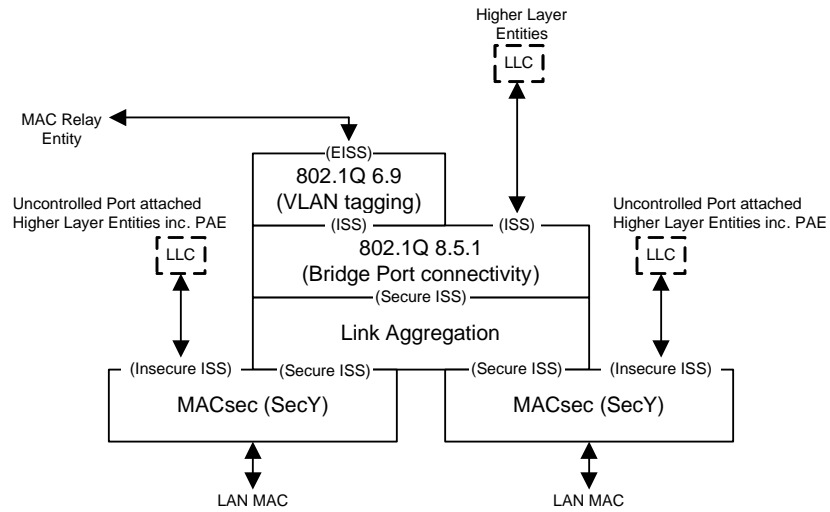 Higher Layer
Entities
LLC
MAC Relay
Entity
(EISS)
802.1Q 6.9
(VLAN tagging)
Uncontrolled Port attached
Higher Layer Entities inc. PAE
LLC
Uncontrolled Port attached
Higher Layer Entities inc. PAE
LLC
(ISS)
(ISS)
802.1Q 8.5.1
(Bridge Port connectivity)
(Secure ISS)
Link Aggregation
(Insecure ISS)
(Secure ISS)
(Secure ISS)
(Insecure ISS)
MACsec (SecY)
MACsec (SecY)
LAN MAC
LAN MAC